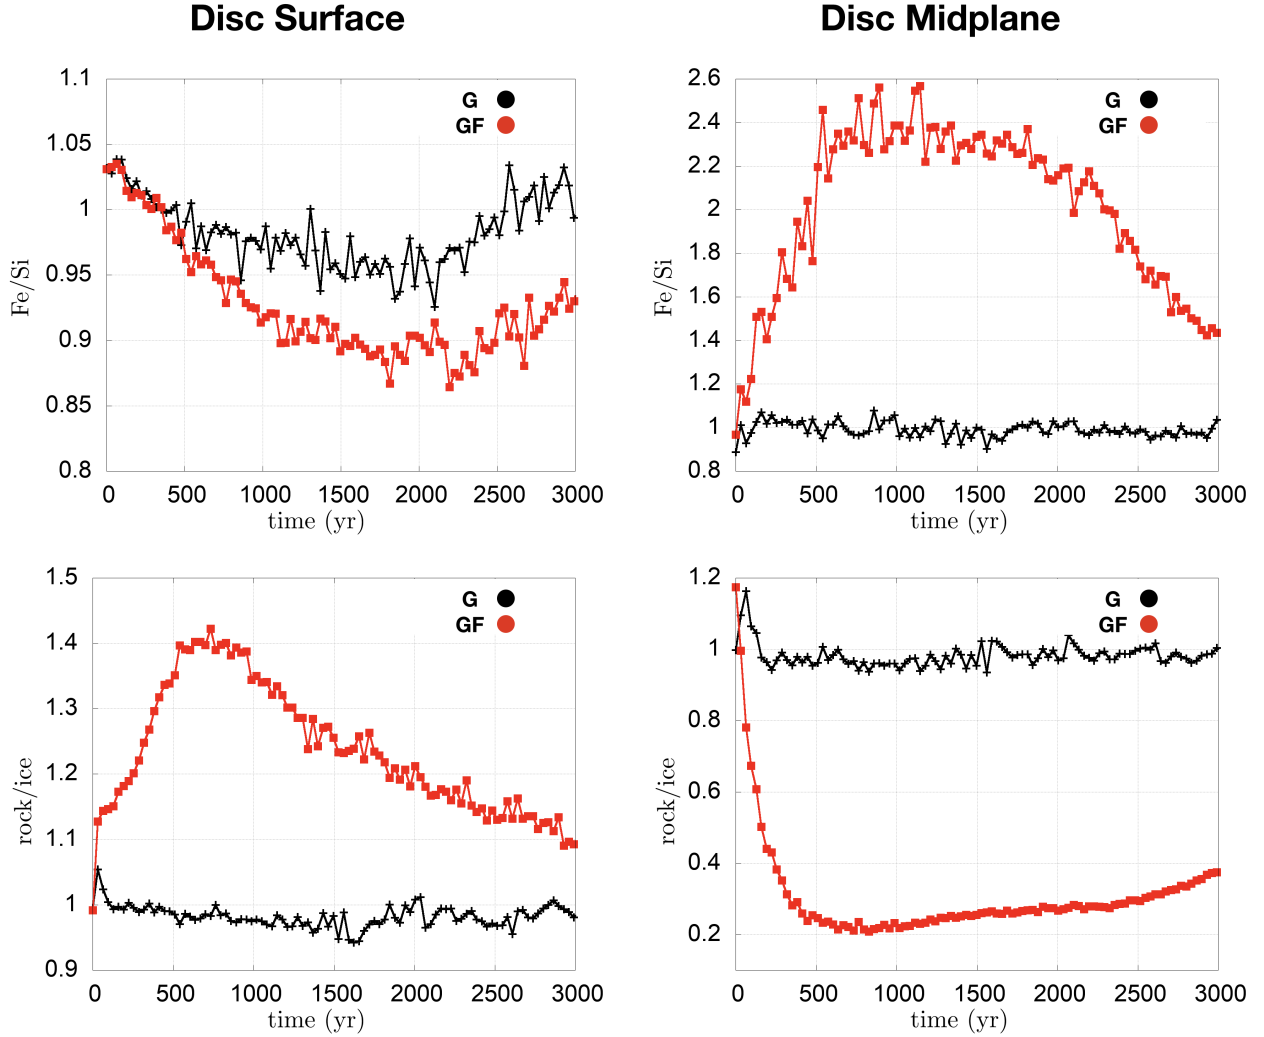 Disc Surface
Disc Midplane
1.1
1.05
1
0.95
0.9
0.85
0.8
Fe/Si
G
GF
0 500 1000 1500 2000 2500 3000
time (yr)
2.6
2.4
2.2
2
1.8
1.6
1.4
1.2
1
0.8
Fe/Si
G
GF
0 500 1000 1500 2000 2500 3000
time (yr)
1.5
1.4
1.3
1.2
1.1
1
0.9
rock/ice
G
GF
0 500 1000 1500 2000 2500 3000
time (yr)
1.2
1
0.8
0.6
0.4
0.2
rock/ice
G
GF
0 500 1000 1500 2000 2500 3000
time (yr)